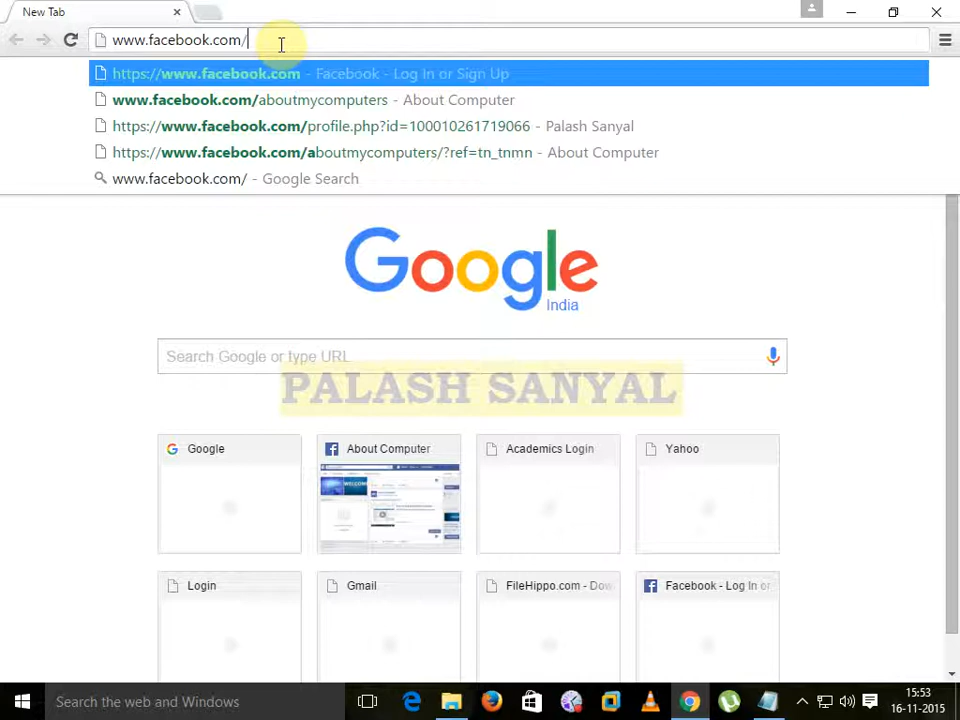 New Tab
www.facebook.com/
https://www.facebook.com - Facebook - Log In or Sign Up
www.facebook.com/aboutmycomputers - About Computer
https://www.facebook.com/profile.php?id=100010261719066 - Palash Sanyal
https://www.facebook.com/aboutmycomputers/?ref=tn_tnmn - About Computer
www.facebook.com/ - Google Search
Google
India
Search Google or type URL
PALASH SANYAL
Google
About Computer
Academics Login
Yahoo
Login
Gmail
FileHippo.com - Dow
Facebook - Log In or
Search the web and Windows
15:53
16-11-2015